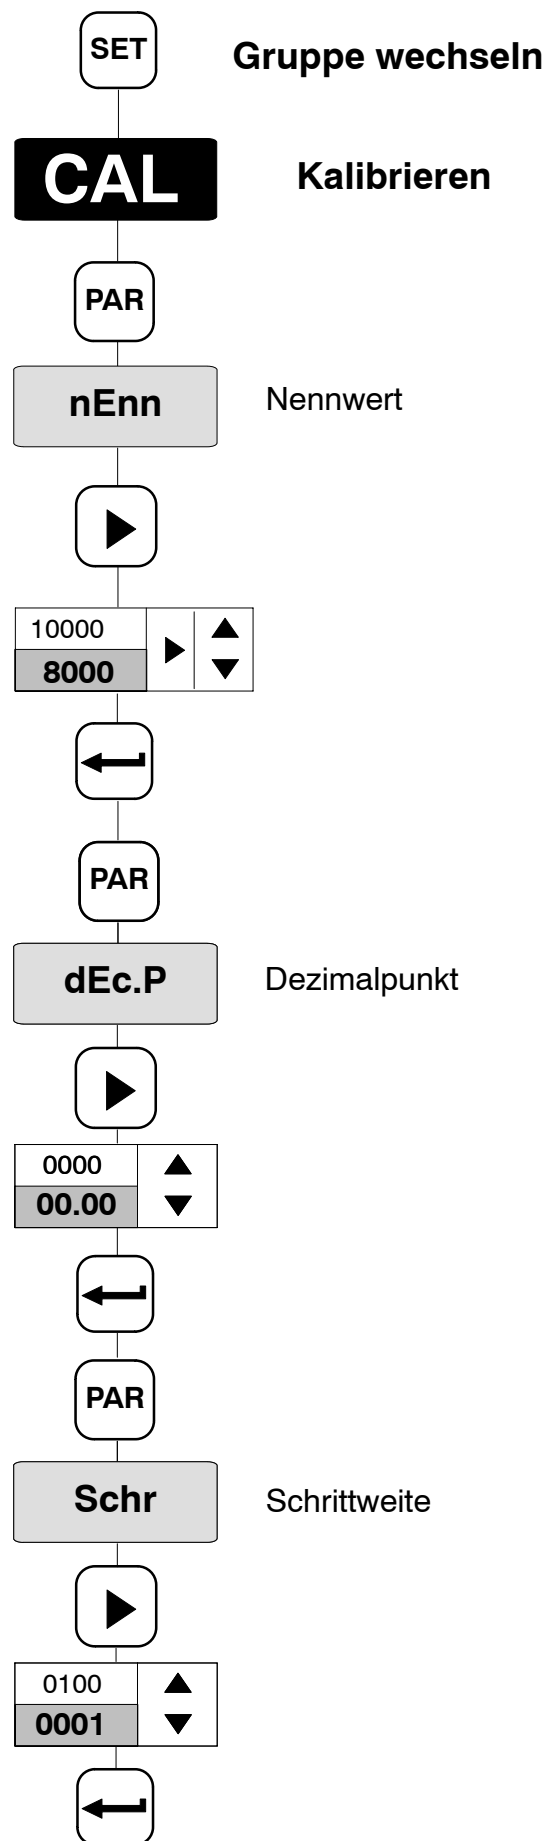 SET
Gruppe wechseln
CAL
Kalibrieren
PAR
nEnn
Nennwert
10000
8000
PAR
dEc.P
Dezimalpunkt
0000
00.00
PAR
Schr
Schrittweite
0100
0001